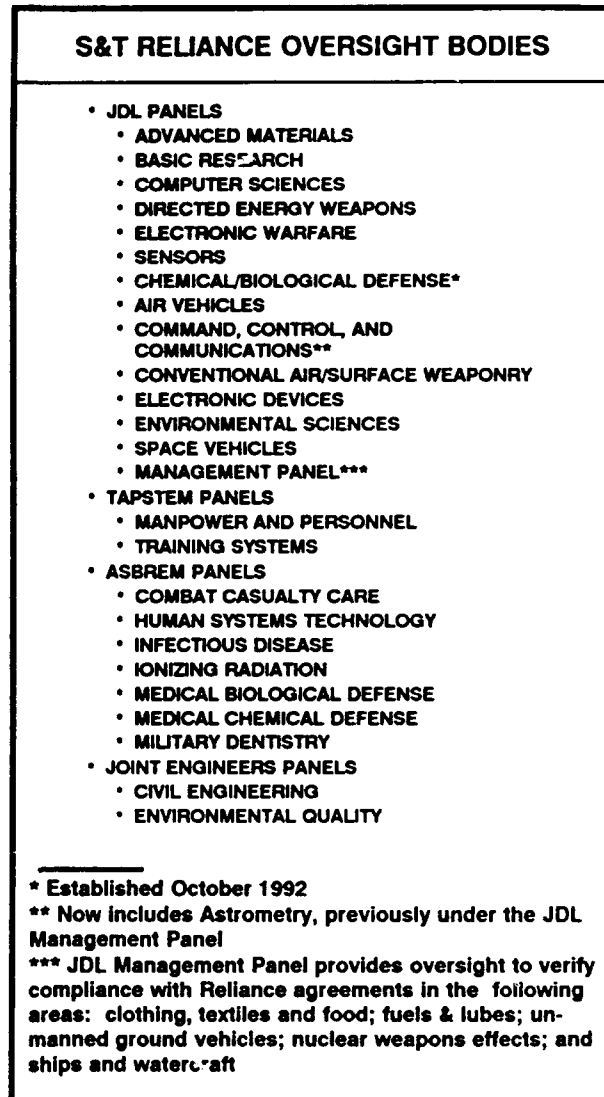 S&T RELIANCE OVERSIGHT BODIES
• JDL PANELS
• ADVANCED MATERIALS
• BASIC RESEARCH
• COMPUTER SCIENCES
• DIRECTED ENERGY WEAPONS
• ELECTRONIC WARFARE
• SENSORS
• CHEMICAL/BIOLOGICAL DEFENSE*
• AIR VEHICLES
• COMMAND, CONTROL, AND
COMMUNICATIONS**
• CONVENTIONAL AIR/SURFACE WEAPONRY
• ELECTRONIC DEVICES
• ENVIRONMENTAL SCIENCES
• SPACE VEHICLES
• MANAGEMENT PANEL***
• TAPSTEM PANELS
• MANPOWER AND PERSONNEL
• TRAINING SYSTEMS
• ASBREM PANELS
• COMBAT CASUALTY CARE
• HUMAN SYSTEMS TECHNOLOGY
• INFECTIOUS DISEASE
• IONIZING RADIATION
• MEDICAL BIOLOGICAL DEFENSE
• MEDICAL CHEMICAL DEFENSE
• MILITARY DENTISTRY
• JOINT ENGINEERS PANELS
• CIVIL ENGINEERING
• ENVIRONMENTAL QUALITY
* Established October 1992
** Now includes Astrometry, previously under the JDL
Management Panel
*** JDL Management Panel provides oversight to verify
compliance with Reliance agreements in the following
areas: clothing, textiles and food; fuels & lubes; un-
manned ground vehicles; nuclear weapons effects; and
ships and watercraft